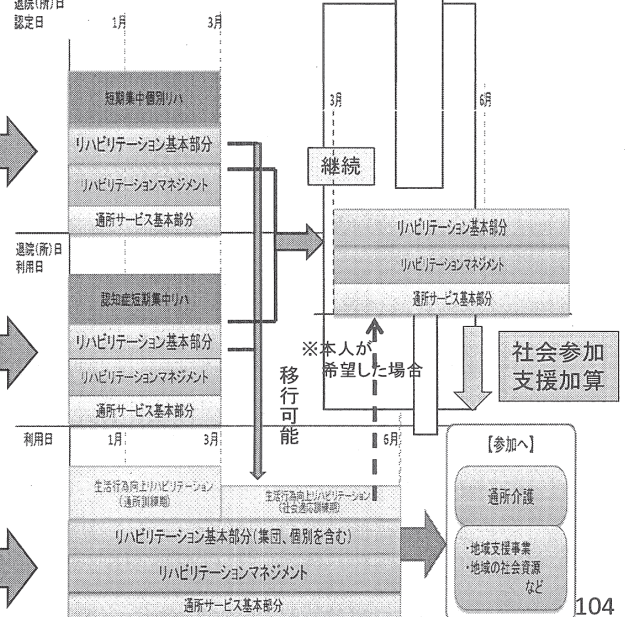 退院(所)日
認定日
1月
3月
短期集中個別リハ
リハビリテーション基本部分
リハビリテーションマネジメント
通所サービス基本部分
3月
6月
継続
リハビリテーション基本部分
リハビリテーションマネジメント
通所サービス基本部分
退院(所)日
利用日
認知症短期集中リハ
リハビリテーション基本部分
リハビリテーションマネジメント
通所サービス基本部分
※本人が
希望した場合
移行可能
社会参加
支援加算
利用日
1月
3月
6月
生活行為向上リハビリテーション
(通所訓練期)
生活行為向上リハビリテーション
(社会適応訓練期)
リハビリテーション基本部分(集団、個別を含む)
リハビリテーションマネジメント
通所サービス基本部分
【参加へ】
通所介護
・地域支援事業
・地域の社会資源
など
104